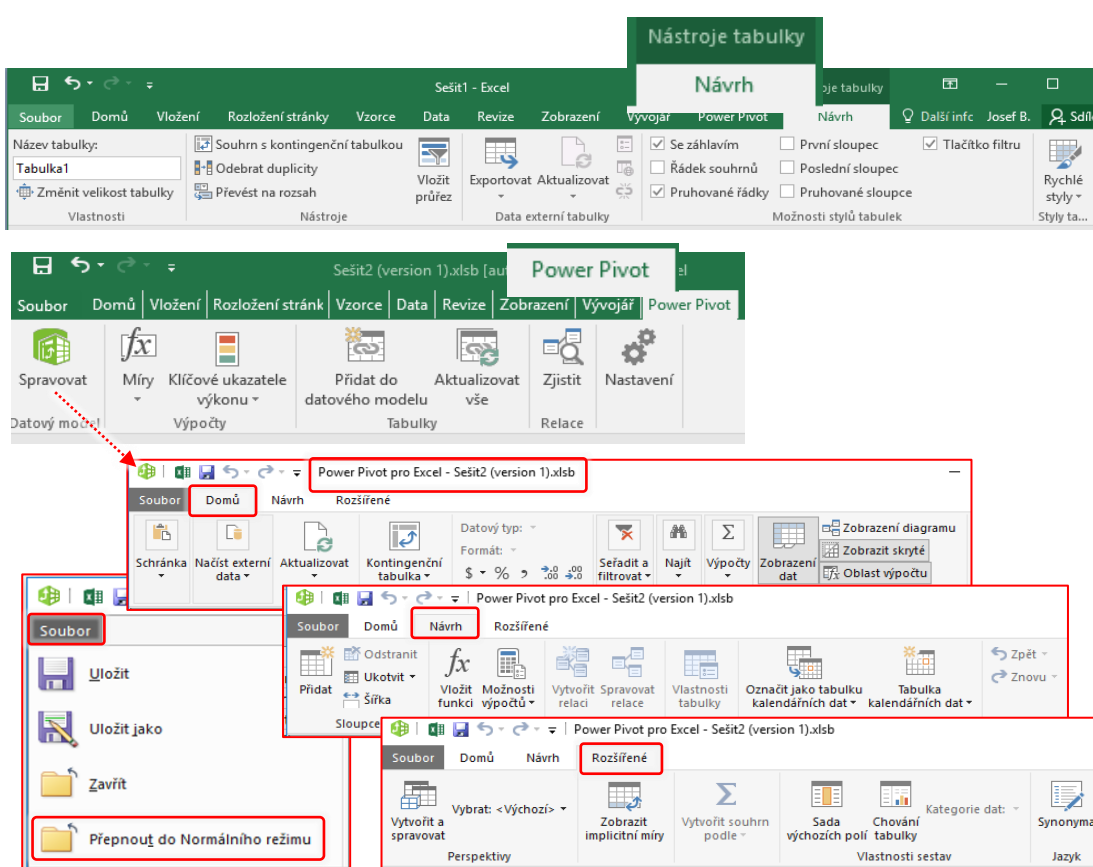 Nástroje tabulky
Návrh
Sešit1 - Excel
Soubor Domů Vložení Rozložení stránky Vzorce Data Revize Zobrazení Vývojář Power Pivot Návrh Další infc Josef B. Sdíle
Název tabulky:
Tabulka1
Změnit velikost tabulky
Vlastnosti
Souhrn s kontingenční tabulkou
Odebrat duplicity
Převést na rozsah
Nástroje
Vložit
průřez
Exportovat Aktualizovat
Data externí tabulky
Se záhlavím První sloupec Tlačítko filtru
Řádek souhrnů Poslední sloupec
Pruhované řádky Pruhované sloupce
Možnosti stylů tabulek
Rychlé
styly
Styly ta...
Sešit2 (version 1).xlsb [aut
Power Pivot
Soubor Domů Vložení Rozložení stránk Vzorce Data Revize Zobrazení Vývojář Power Pivot
Spravovat
Datový model
Míry
Klíčové ukazatele
výkonu
Výpočty
Přidat do
datového modelu
Aktualizovat
vše
Tabulky
Zjistit
Relace
Nastavení
Power Pivot pro Excel - Sešit2 (version 1).xlsb
Soubor Domů Návrh Rozšířené
Schránka
Načíst externí
data
Aktualizovat
Kontingenční
tabulka
Datový typ:
Formát:
$ % ,
Seřadit a
filtrovat
Najít
Výpočty
Zobrazení
dat
Zobrazení diagramu
Zobrazit skryté
Oblast výpočtu
Soubor
Uložit
Uložit jako
Zavřít
Přepnout do Normálního režimu
Power Pivot pro Excel - Sešit2 (version 1).xlsb
Soubor Domů Návrh Rozšířené
Přidat
Odstranit
Ukotvit
Šířka
Sloupce
Vložit
funkci
Možnosti
výpočtů
Vytvořit
relaci
Spravovat
relace
Vlastnosti
tabulky
Označit jako tabulku
kalendářních dat
Tabulka
kalendářních dat
Zpět
Znovu
Power Pivot pro Excel - Sešit2 (version 1).xlsb
Soubor Domů Návrh Rozšířené
Vytvořit a
spravovat
Vybrat: <Výchozí>
Perspektivy
Zobrazit
implicitní míry
Vytvořit souhrn
podle
Sada
výchozích polí
Chování
tabulky
Kategorie dat:
Vlastnosti sestav
Synonyma
Jazyk